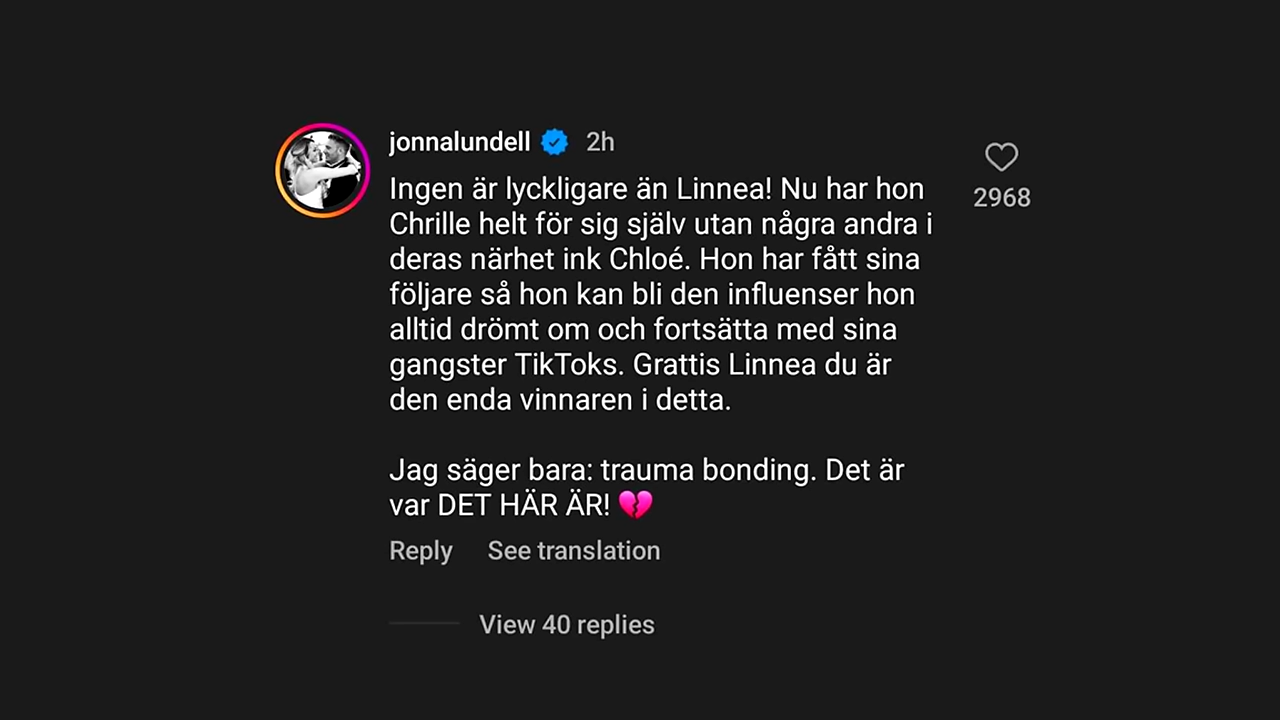 jonnalundell 2h
Ingen är lyckligare än Linnea! Nu har hon
2968
Chrille helt för sig själv utan några andra i
deras närhet ink Chloé. Hon har fått sina
följare så hon kan bli den influenser hon
alltid drömt om och fortsätta med sina
gangster TikToks. Grattis Linnea du är
den enda vinnaren i detta.
Jag säger bara: trauma bonding. Det är
var DET HÄR ÄR! 💔
Reply See translation
View 40 replies